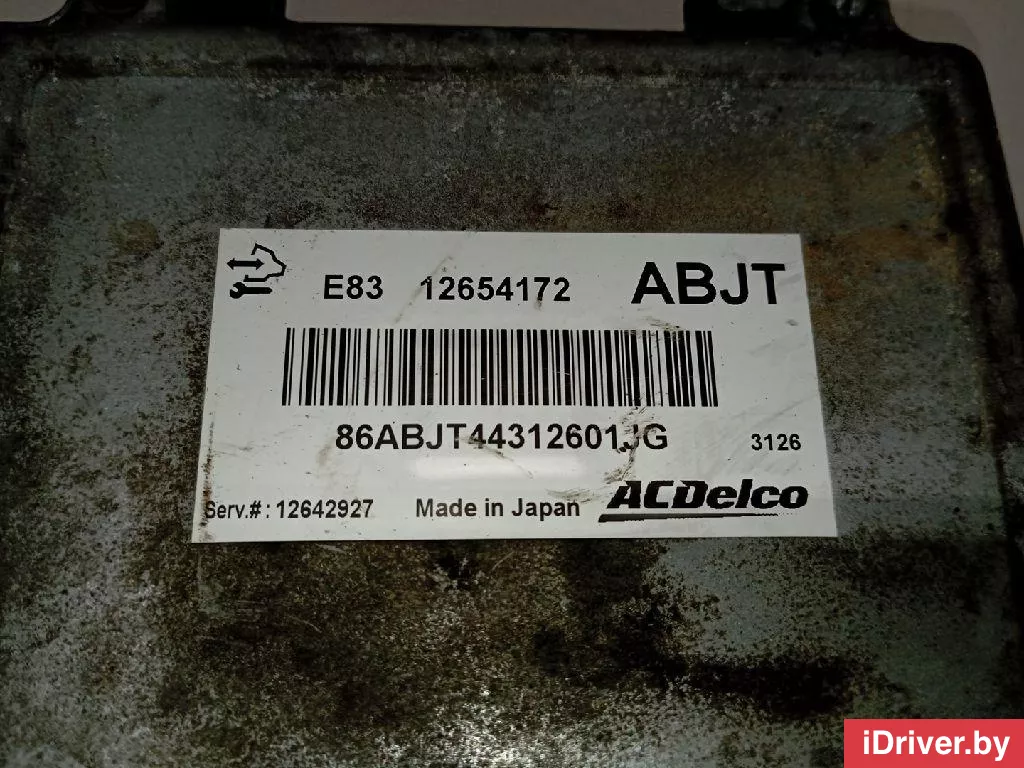 E83 12654172 ABJT
86ABJT44312601JG 3126
Serv.#: 12642927 Made in Japan ACDelco
iDriver.by